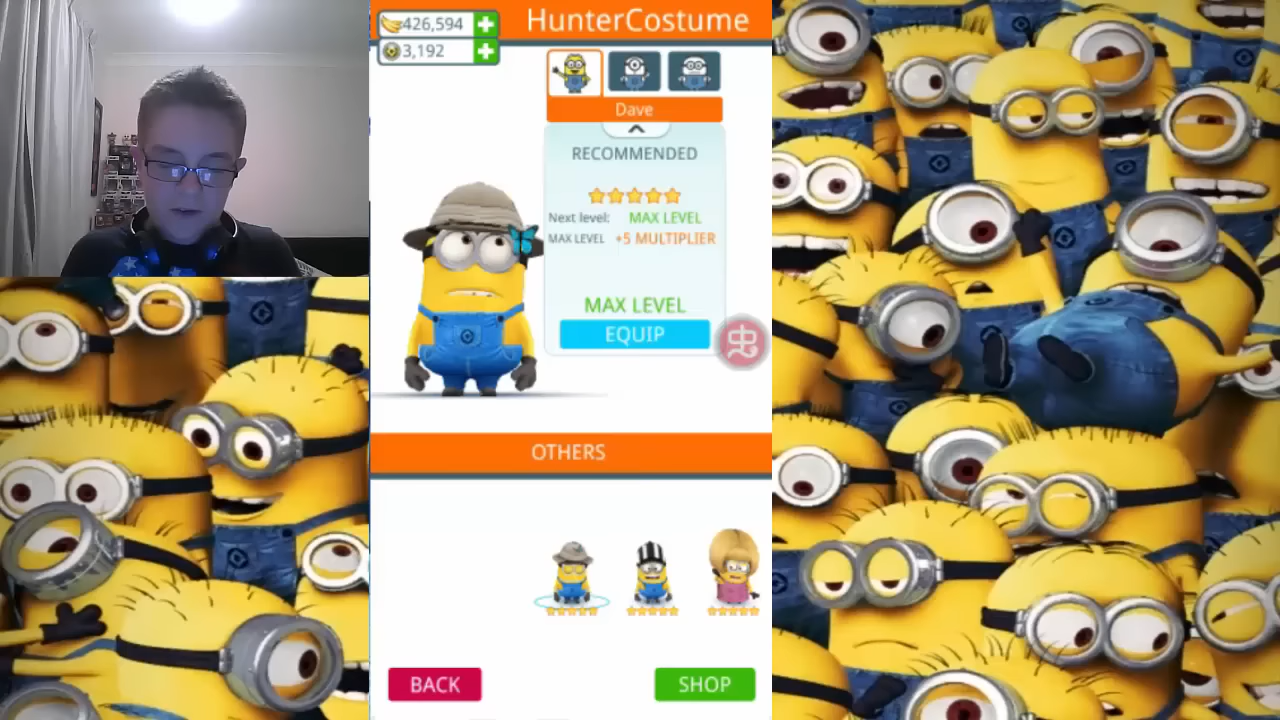 426,594
HunterCostume
3,192
Dave
RECOMMENDED
Next level: MAX LEVEL
MAX LEVEL +5 MULTIPLIER
MAX LEVEL
EQUIP
虫
OTHERS
BACK
SHOP